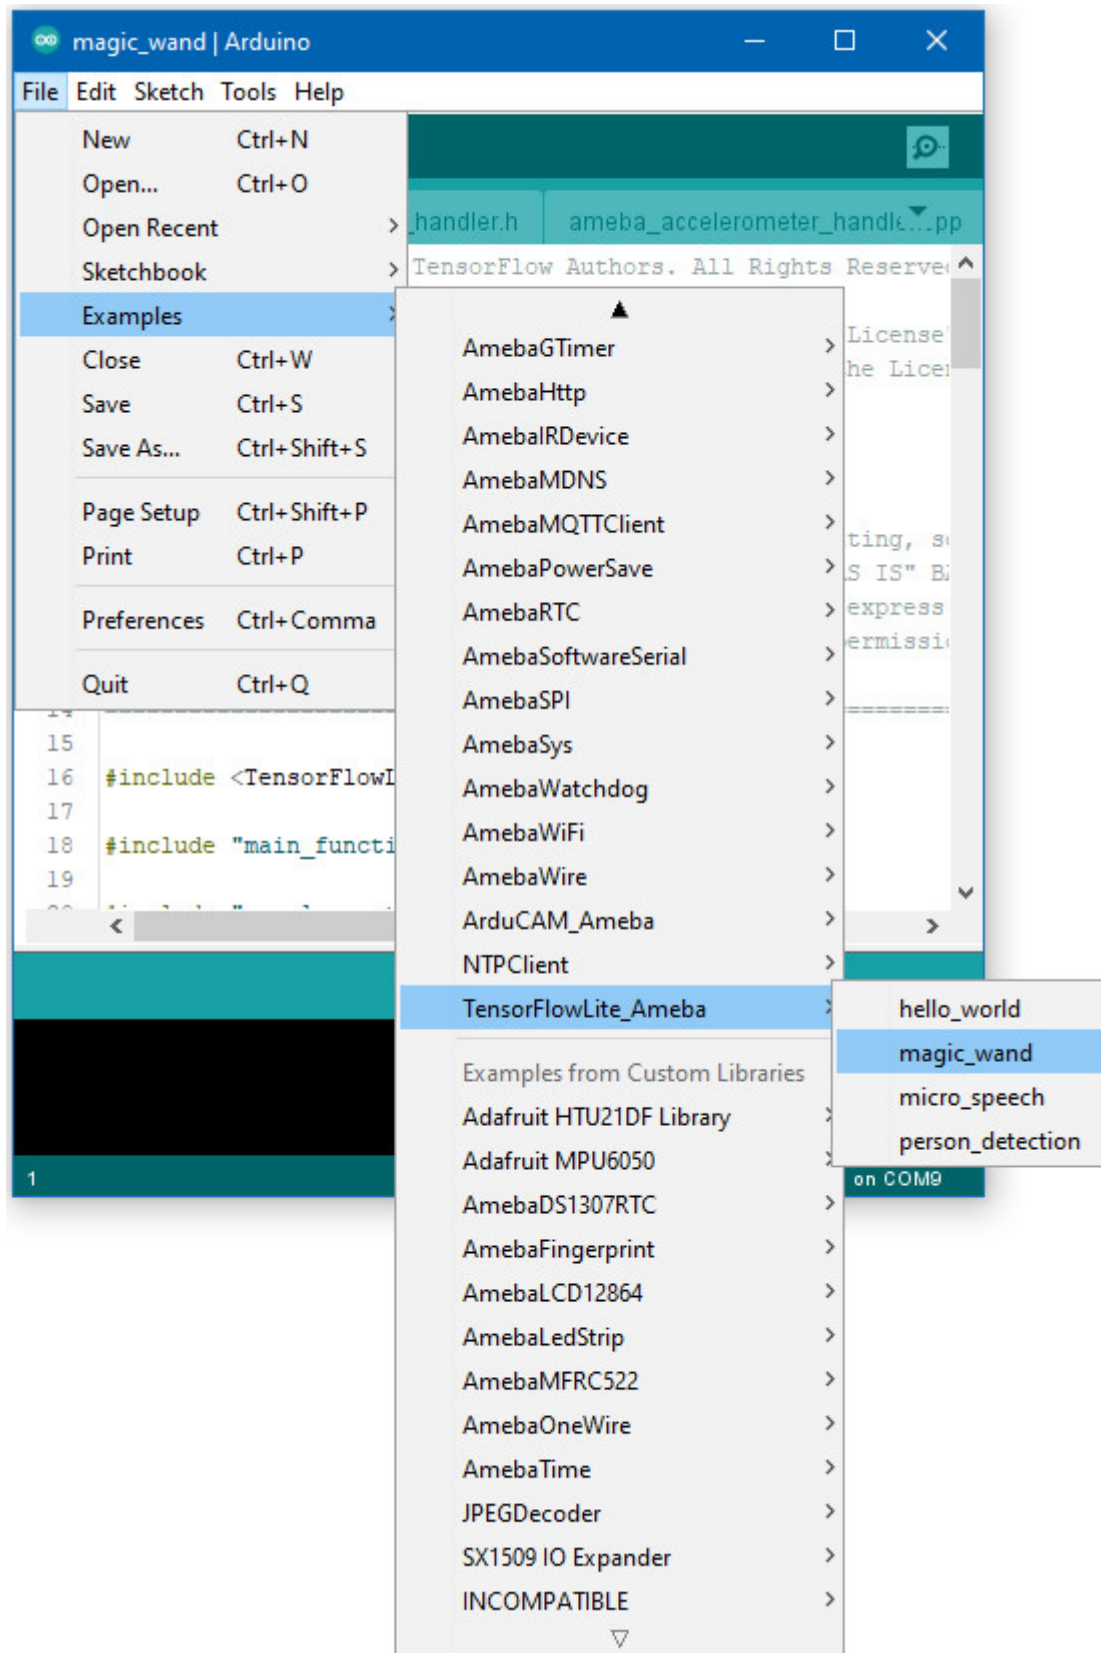 magic_wand | Arduino
File Edit Sketch Tools Help
New Ctrl+N
Open... Ctrl+O
Open Recent
Sketchbook
Examples
Close Ctrl+W
Save Ctrl+S
Save As... Ctrl+Shift+S
Page Setup Ctrl+Shift+P
Print Ctrl+P
Preferences Ctrl+Comma
Quit Ctrl+Q
_handler.h ameba_accelerometer_handle....pp
TensorFlow Authors. All Rights Reserve
License
he Lice
ting, s
S IS" B
express
ermissi
15
16 #include <TensorFlowL
17
18 #include "main_functi
19
AmebaGTimer
AmebaHttp
AmebaIRDevice
AmebaMDNS
AmebaMQTTClient
AmebaPowerSave
AmebaRTC
AmebaSoftwareSerial
AmebaSPI
AmebaSys
AmebaWatchdog
AmebaWiFi
AmebaWire
ArduCAM_Ameba
NTPClient
TensorFlowLite_Ameba
Examples from Custom Libraries
Adafruit HTU21DF Library
Adafruit MPU6050
AmebaDS1307RTC
AmebaFingerprint
AmebaLCD12864
AmebaLedStrip
AmebaMFRC522
AmebaOneWire
AmebaTime
JPEGDecoder
SX1509 IO Expander
INCOMPATIBLE
hello_world
magic_wand
micro_speech
person_detection
1 on COM9